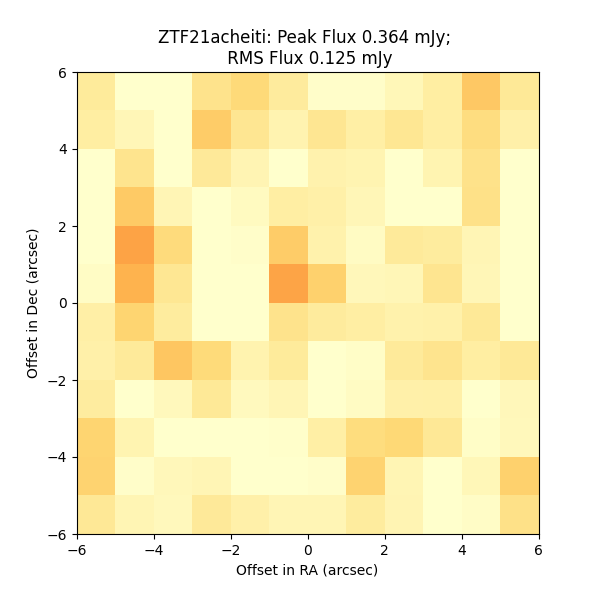 ZTF21acheiti: Peak Flux 0.364 mJy;
RMS Flux 0.125 mJy
6
4
2
0
−2
−4
−6
Offset in Dec (arcsec)
−6 −4 −2 0 2 4 6
Offset in RA (arcsec)